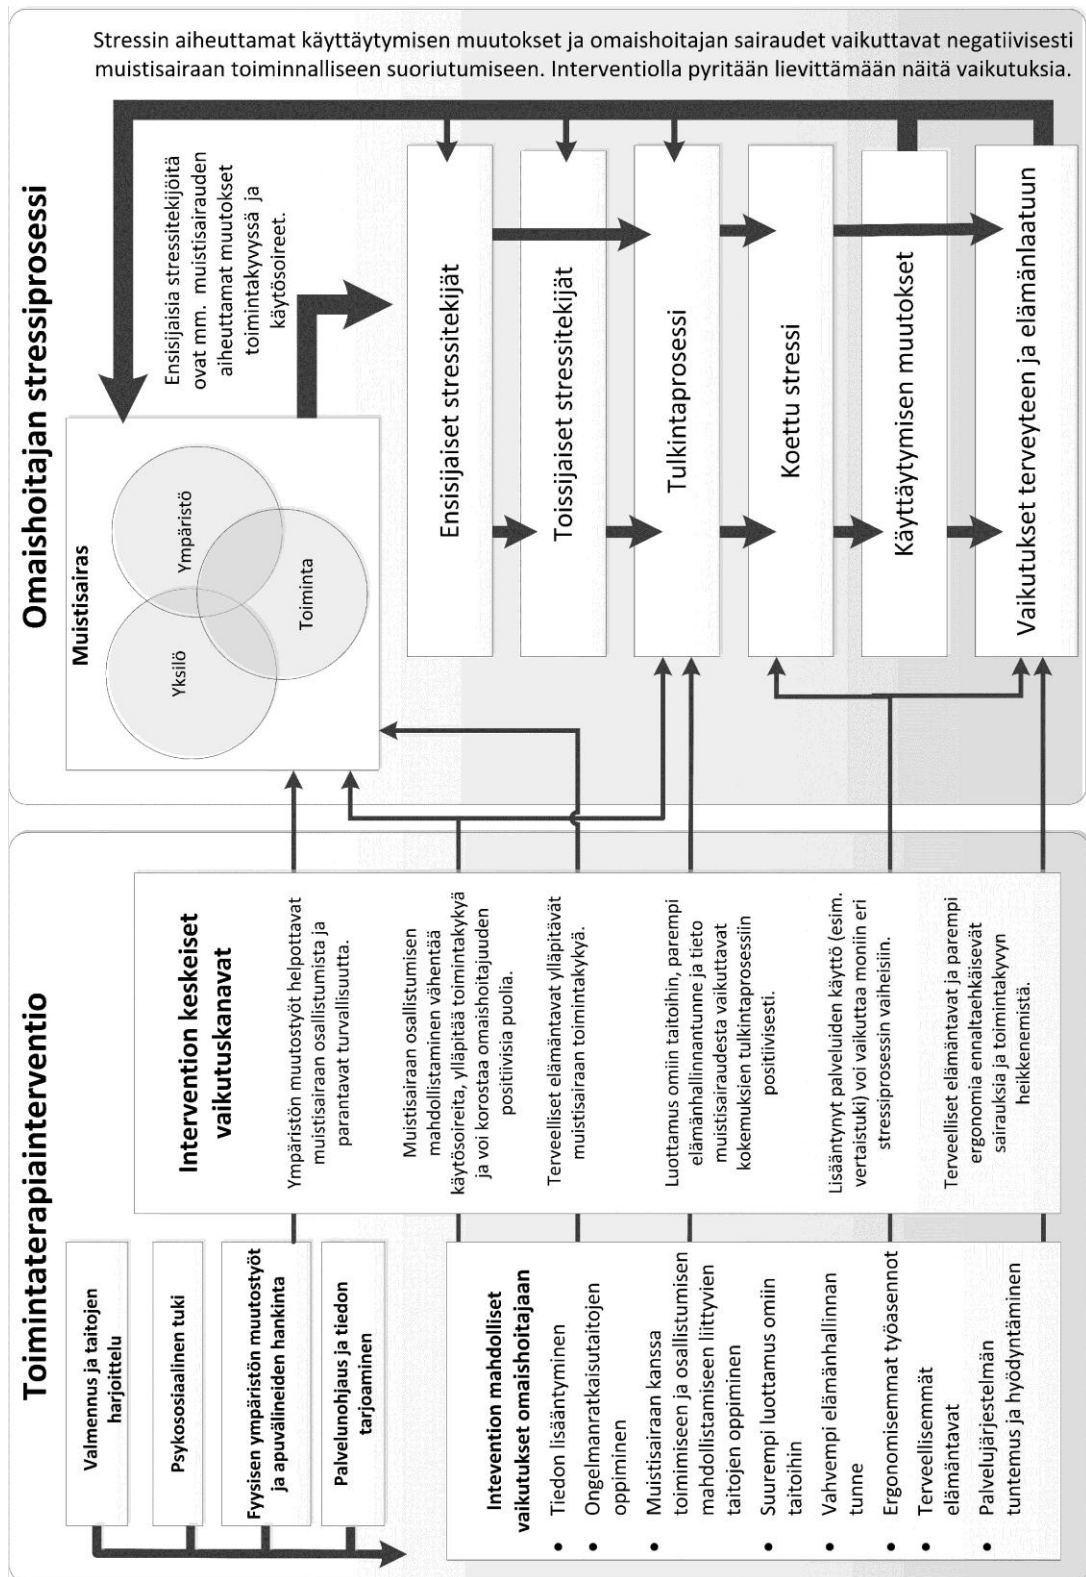 Toimintaterapiainterventio
Valmennus ja taitojen
harjoittelu
Psykososiaalinen tuki
Fyysisen ympäristön muutostyöt
ja apuvälineiden hankinta
Palvelunohjaus ja tiedon
tarjoaminen
Intevention mahdolliset
vaikutukset omaishoitajaan
• Tiedon lisääntyminen
• Ongelmanratkaisutaitojen
oppiminen
• Muistisairaan kanssa
toimimiseen ja osallistumisen
mahdollistamiseen liittyvien
taitojen oppiminen
• Suurempi luottamus omiin
taitoihin
• Vahvempi elämänhallinnan
tunne
• Ergonomisemmat työasennot
• Terveellisemmät
elämäntavat
• Palvelujärjestelmän
tuntemus ja hyödyntäminen
Intervention keskeiset
vaikutuskanavat
Ympäristön muutostyöt helpottavat
muistisairaan osallistumista ja
parantavat turvallisuutta.
Muistisairaan osallistumisen
mahdollistaminen vähentää
käytösoireita, ylläpitää toimintakykyä
ja voi korostaa omaishoitajuuden
positiivisia puolia.
Terveelliset elämäntavat ylläpitävät
muistisairaan toimintakykyä.
Luottamus omiin taitoihin, parempi
elämänhallinnantunne ja tieto
muistisairaudesta vaikuttavat
kokemuksien tulkintaprosessiin
positiivisesti.
Lisääntynyt palveluiden käyttö (esim.
vertaistuki) voi vaikuttaa moniin eri
stressiprosessin vaiheisiin.
Terveelliset elämäntavat ja parempi
ergonomia ennaltaehkäisevät
sairauksia ja toimintakyvyn
heikkenemistä.
Omaishoitajan stressiprosessi
Muistisairas
Yksilö
Ympäristö
Toiminta
Ensisijaisia stressitekijöitä
ovat mm. muistisairauden
aiheuttamat muutokset
toimintakyvyssä ja
käytösoireet.
Ensisijaiset stressitekijät
Toissijaiset stressitekijät
Tulkintaprosessi
Koettu stressi
Käyttäytymisen muutokset
Vaikutukset terveyteen ja elämänlaatuun
Stressin aiheuttamat käyttäytymisen muutokset ja omaishoitajan sairaudet vaikuttavat negatiivisesti
muistisairaan toiminnalliseen suoriutumiseen. Interventiolla pyritään lievittämään näitä vaikutuksia.